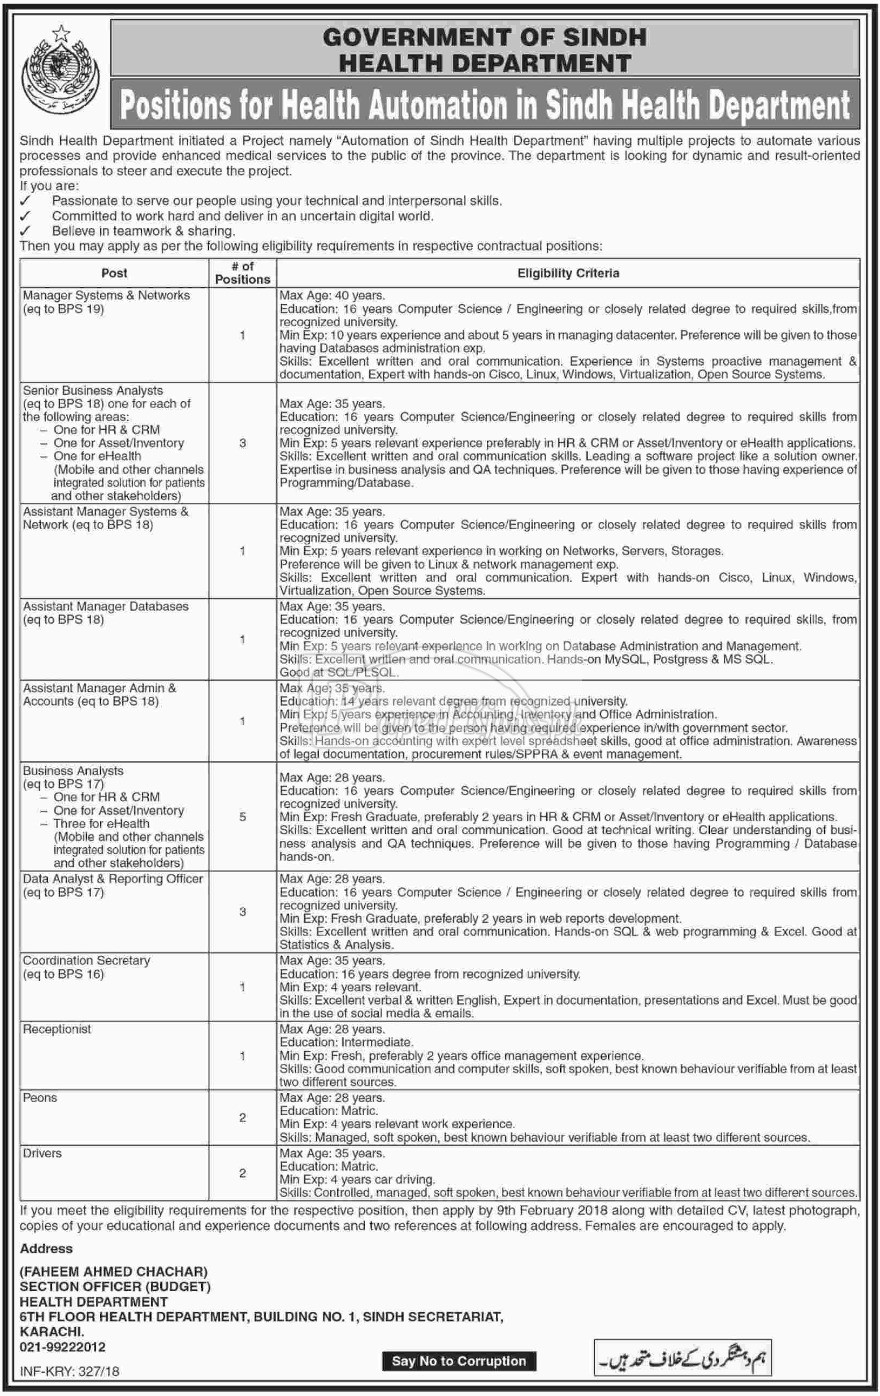 GOVERNMENT OF SINDH
HEALTH DEPARTMENT
Positions for Health Automation in Sindh Health Department
Sindh Health Department initiated a Project namely “Automation of Sindh Health Department” having multiple projects to automate various
processes and provide enhanced medical services to the public of the province. The department is looking for dynamic and result-oriented
professionals to steer and execute the project.
If you are:
✓ Passionate to serve our people using your technical and interpersonal skills.
✓ Committed to work hard and deliver in an uncertain digital world.
✓ Believe in teamwork & sharing.
Then you may apply as per the following eligibility requirements in respective contractual positions:
Post
# of
Positions
Eligibility Criteria
Manager Systems & Networks
(eq to BPS 19)
1
Max Age: 40 years.
Education: 16 years Computer Science / Engineering or closely related degree to required skills,from
recognized university.
Min Exp: 10 years experience and about 5 years in managing datacenter. Preference will be given to those
having Databases administration exp.
Skills: Excellent written and oral communication. Experience in Systems proactive management &
documentation, Expert with hands-on Cisco, Linux, Windows, Virtualization, Open Source Systems.
Senior Business Analysts
(eq to BPS 18) one for each of
the following areas:
– One for HR & CRM
– One for Asset/Inventory
– One for eHealth
(Mobile and other channels
integrated solution for patients
and other stakeholders)
3
Max Age: 35 years.
Education: 16 years Computer Science/Engineering or closely related degree to required skills from
recognized university.
Min Exp: 5 years relevant experience preferably in HR & CRM or Asset/Inventory or eHealth applications.
Skills: Excellent written and oral communication skills. Leading a software project like a solution owner.
Expertise in business analysis and QA techniques. Preference will be given to those having experience of
Programming/Database.
Assistant Manager Systems &
Network (eq to BPS 18)
1
Max Age: 35 years.
Education: 16 years Computer Science/Engineering or closely related degree to required skills from
recognized university.
Min Exp: 5 years relevant experience in working on Networks, Servers, Storages.
Preference will be given to Linux & network management exp.
Skills: Excellent written and oral communication. Expert with hands-on Cisco, Linux, Windows,
Virtualization, Open Source Systems.
Assistant Manager Databases
(eq to BPS 18)
1
Max Age: 35 years.
Education: 16 years Computer Science/Engineering or closely related degree to required skills, from
recognized university.
Min Exp: 5 years relevant experience in working on Database Administration and Management.
Skills: Excellent written and oral communication. Hands-on MySQL, Postgress & MS SQL.
Good at SQL/PLSQL.
Assistant Manager Admin &
Accounts (eq to BPS 18)
1
Max Age: 35 years.
Education: 14 years relevant degree from recognized university.
Min Exp: 5 years experience in Accounting, Inventory and Office Administration.
Preference will be given to the person having required experience in/with government sector.
Skills: Hands-on accounting with expert level spreadsheet skills, good at office administration. Awareness
of legal documentation, procurement rules/SPPRA & event management.
Business Analysts
(eq to BPS 17)
– One for HR & CRM
– One for Asset/Inventory
– Three for eHealth
(Mobile and other channels
integrated solution for patients
and other stakeholders)
5
Max Age: 28 years.
Education: 16 years Computer Science/Engineering or closely related degree to required skills from
recognized university.
Min Exp: Fresh Graduate, preferably 2 years in HR & CRM or Asset/Inventory or eHealth applications.
Skills: Excellent written and oral communication. Good at technical writing. Clear understanding of busi-
ness analysis and QA techniques. Preference will be given to those having Programming / Database
hands-on.
Data Analyst & Reporting Officer
(eq to BPS 17)
3
Max Age: 28 years.
Education: 16 years Computer Science / Engineering or closely related degree to required skills from
recognized university.
Min Exp: Fresh Graduate, preferably 2 years in web reports development.
Skills: Excellent written and oral communication. Hands-on SQL & web programming & Excel. Good at
Statistics & Analysis.
Coordination Secretary
(eq to BPS 16)
1
Max Age: 35 years.
Education: 16 years degree from recognized university.
Min Exp: 4 years relevant.
Skills: Excellent verbal & written English, Expert in documentation, presentations and Excel. Must be good
in the use of social media & emails.
Receptionist
1
Max Age: 28 years.
Education: Intermediate.
Min Exp: Fresh, preferably 2 years office management experience.
Skills: Good communication and computer skills, soft spoken, best known behaviour verifiable from at least
two different sources.
Peons
2
Max Age: 28 years.
Education: Matric.
Min Exp: 4 years relevant work experience.
Skills: Managed, soft spoken, best known behaviour verifiable from at least two different sources.
Drivers
2
Max Age: 35 years.
Education: Matric.
Min Exp: 4 years car driving.
Skills: Controlled, managed, soft spoken, best known behaviour verifiable from at least two different sources.
If you meet the eligibility requirements for the respective position, then apply by 9th February 2018 along with detailed CV, latest photograph,
copies of your educational and experience documents and two references at following address. Females are encouraged to apply.
Address
(FAHEEM AHMED CHACHAR)
SECTION OFFICER (BUDGET)
HEALTH DEPARTMENT
6TH FLOOR HEALTH DEPARTMENT, BUILDING NO. 1, SINDH SECRETARIAT,
KARACHI.
021-99222012
INF-KRY: 327/18
Say No to Corruption
ہم دہشتگردی کے خلاف متحد ہیں۔